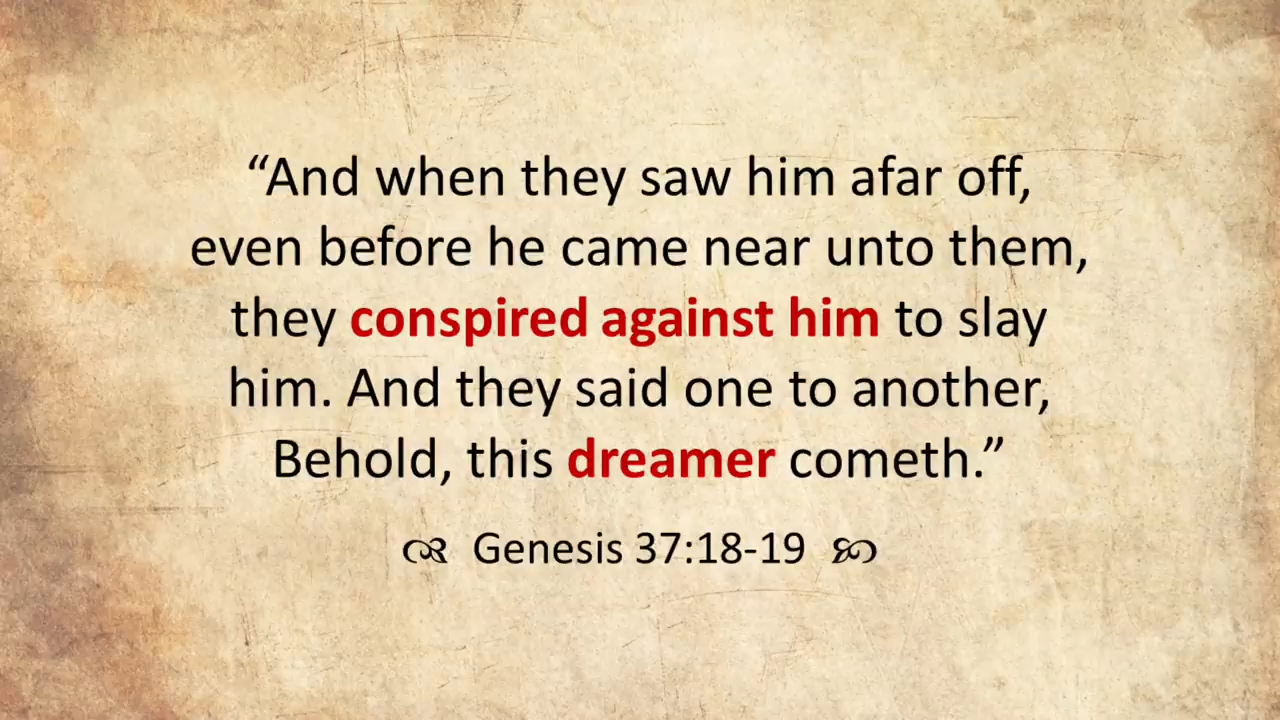 “And when they saw him afar off,
even before he came near unto them,
they conspired against him to slay
him. And they said one to another,
Behold, this dreamer cometh.”
Genesis 37:18-19